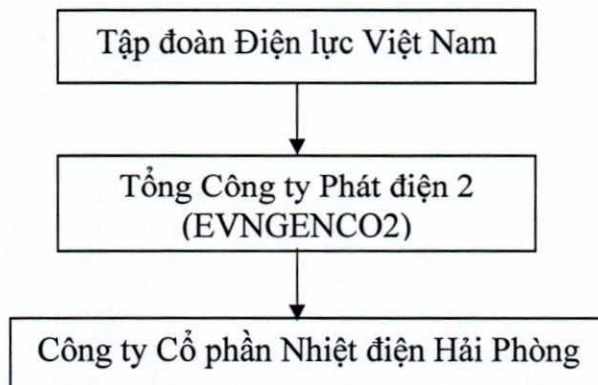 Tập đoàn Điện lực Việt Nam
Tổng Công ty Phát điện 2
(EVNGENCO2)
Công ty Cổ phần Nhiệt điện Hải Phòng